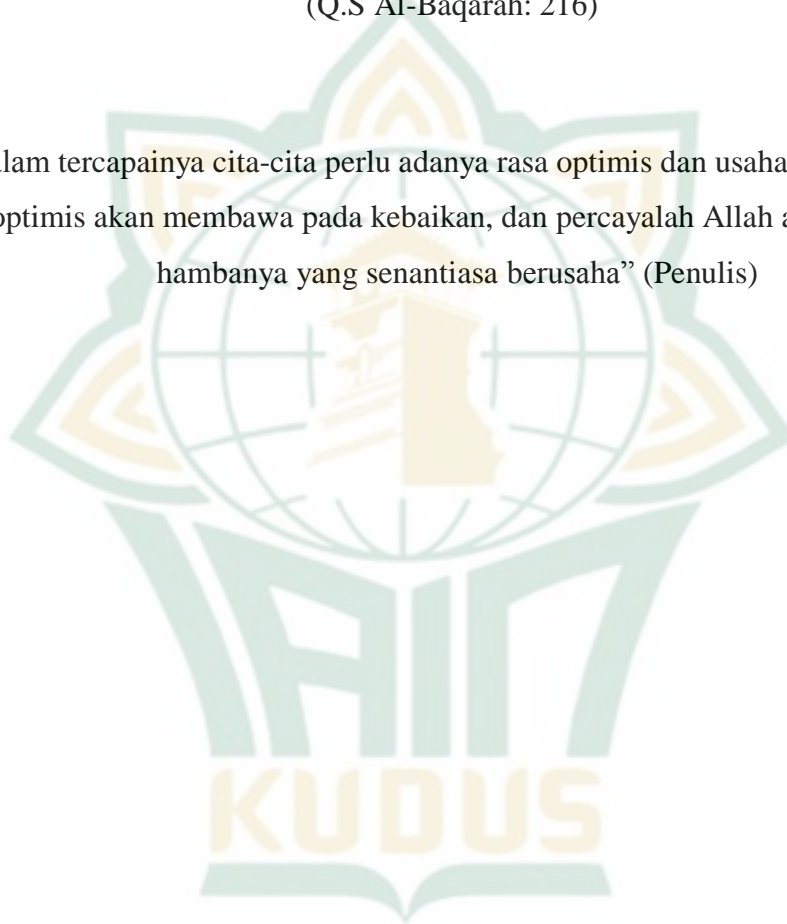 (Q.S Al-Baqarah: 216)
tercapainya cita-cita perlu adanya rasa optimis dan usaha
optimis akan membawa pada kebaikan, dan percayalah Allah
hambanya yang senantiasa berusaha” (Penulis)
IAIN
KUDUS